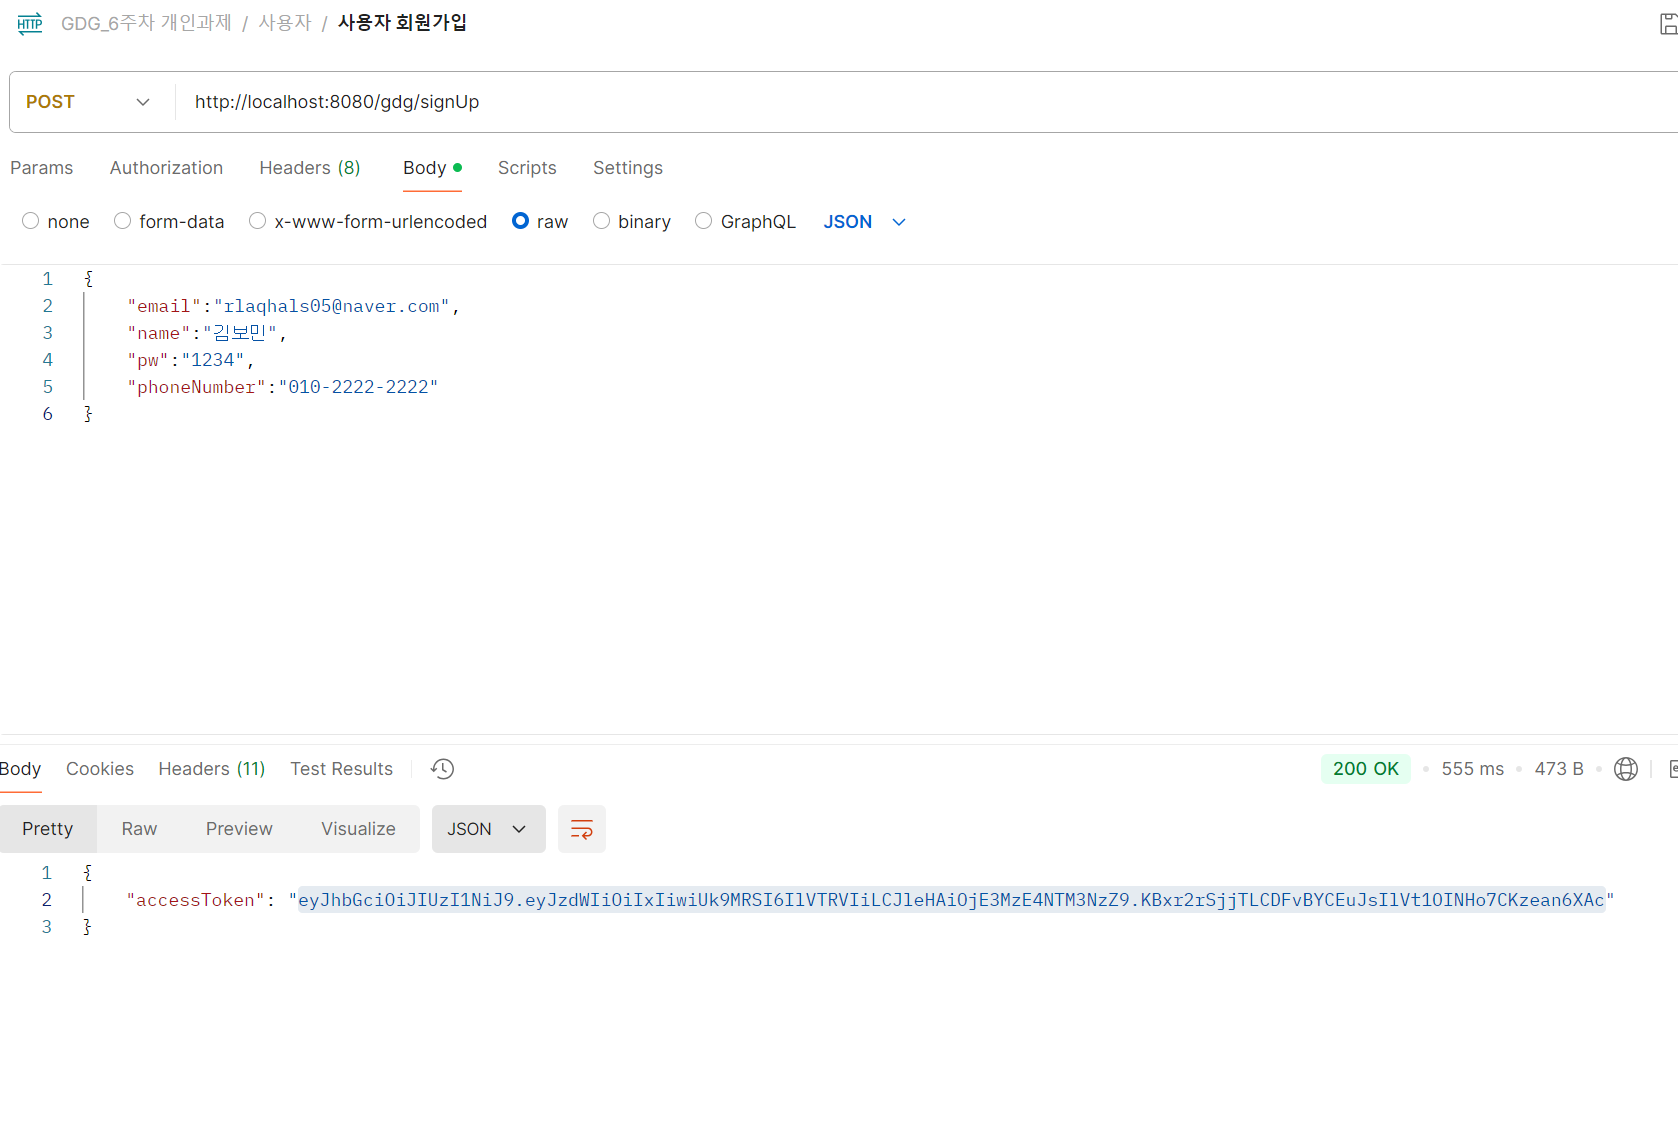 HTTP GDG_6주차 개인과제 / 사용자 / 사용자 회원가입
POST http://localhost:8080/gdg/signUp
Params Authorization Headers (8) Body Scripts Settings
none form-data x-www-form-urlencoded raw binary GraphQL JSON
1 {
2 "email":"rlaqhals05@naver.com",
3 "name":"김보민",
4 "pw":"1234",
5 "phoneNumber":"010-2222-2222"
6 }
Body Cookies Headers (11) Test Results 200 OK 555 ms 473 B
Pretty Raw Preview Visualize JSON
1 {
2 "accessToken": "eyJhbGciOiJIUzI1NiJ9.eyJzdWIiOiIxIiwiUk9MRSI6IlVTRVIiLCJleHAiOjE3MzE4NTM3NzZ9.KBxr2rSjjTLCDFvBYCEuJsIlVt1OINHo7CKzean6XAc"
3 }